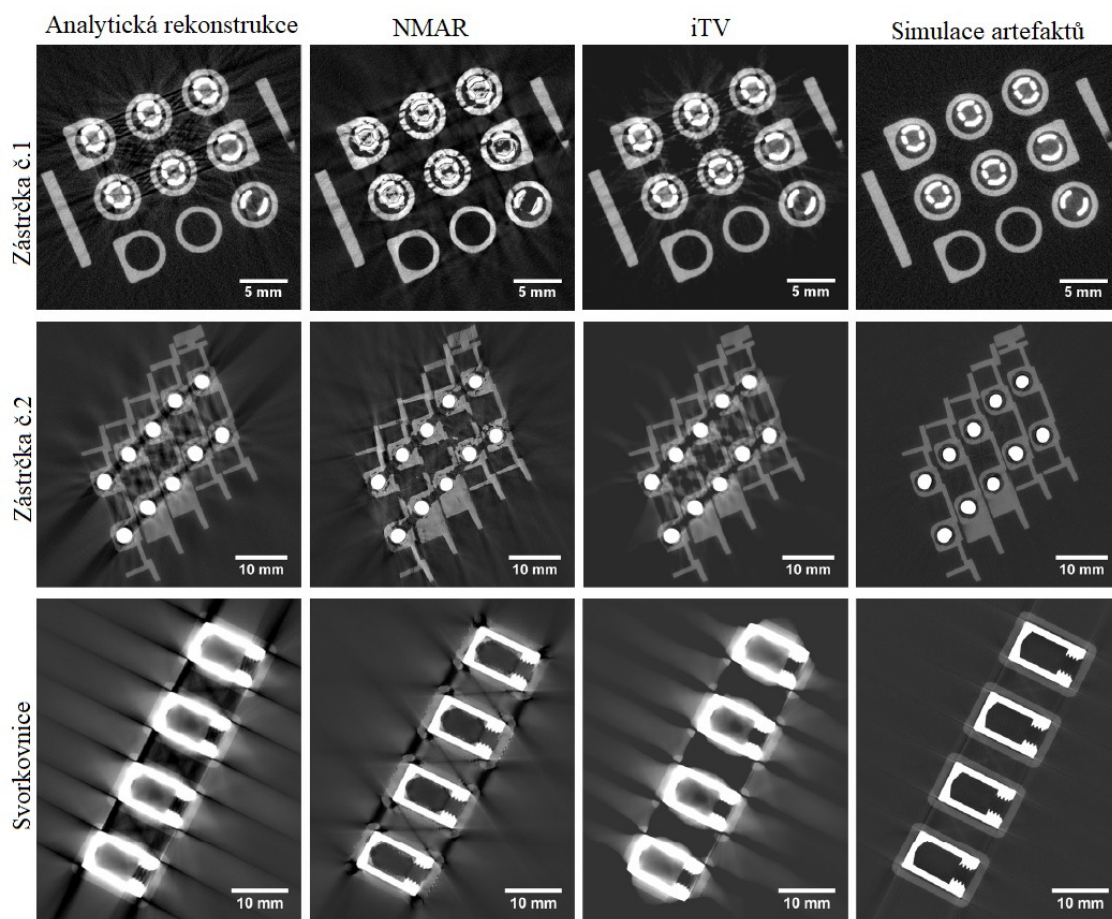 Analytická rekonstrukce NMAR iTV Simulace artefaktů
Zástrčka č.1
5 mm 5 mm 5 mm 5 mm
Zástrčka č.2
10 mm 10 mm 10 mm 10 mm
Svorkovnice
10 mm 10 mm 10 mm 10 mm